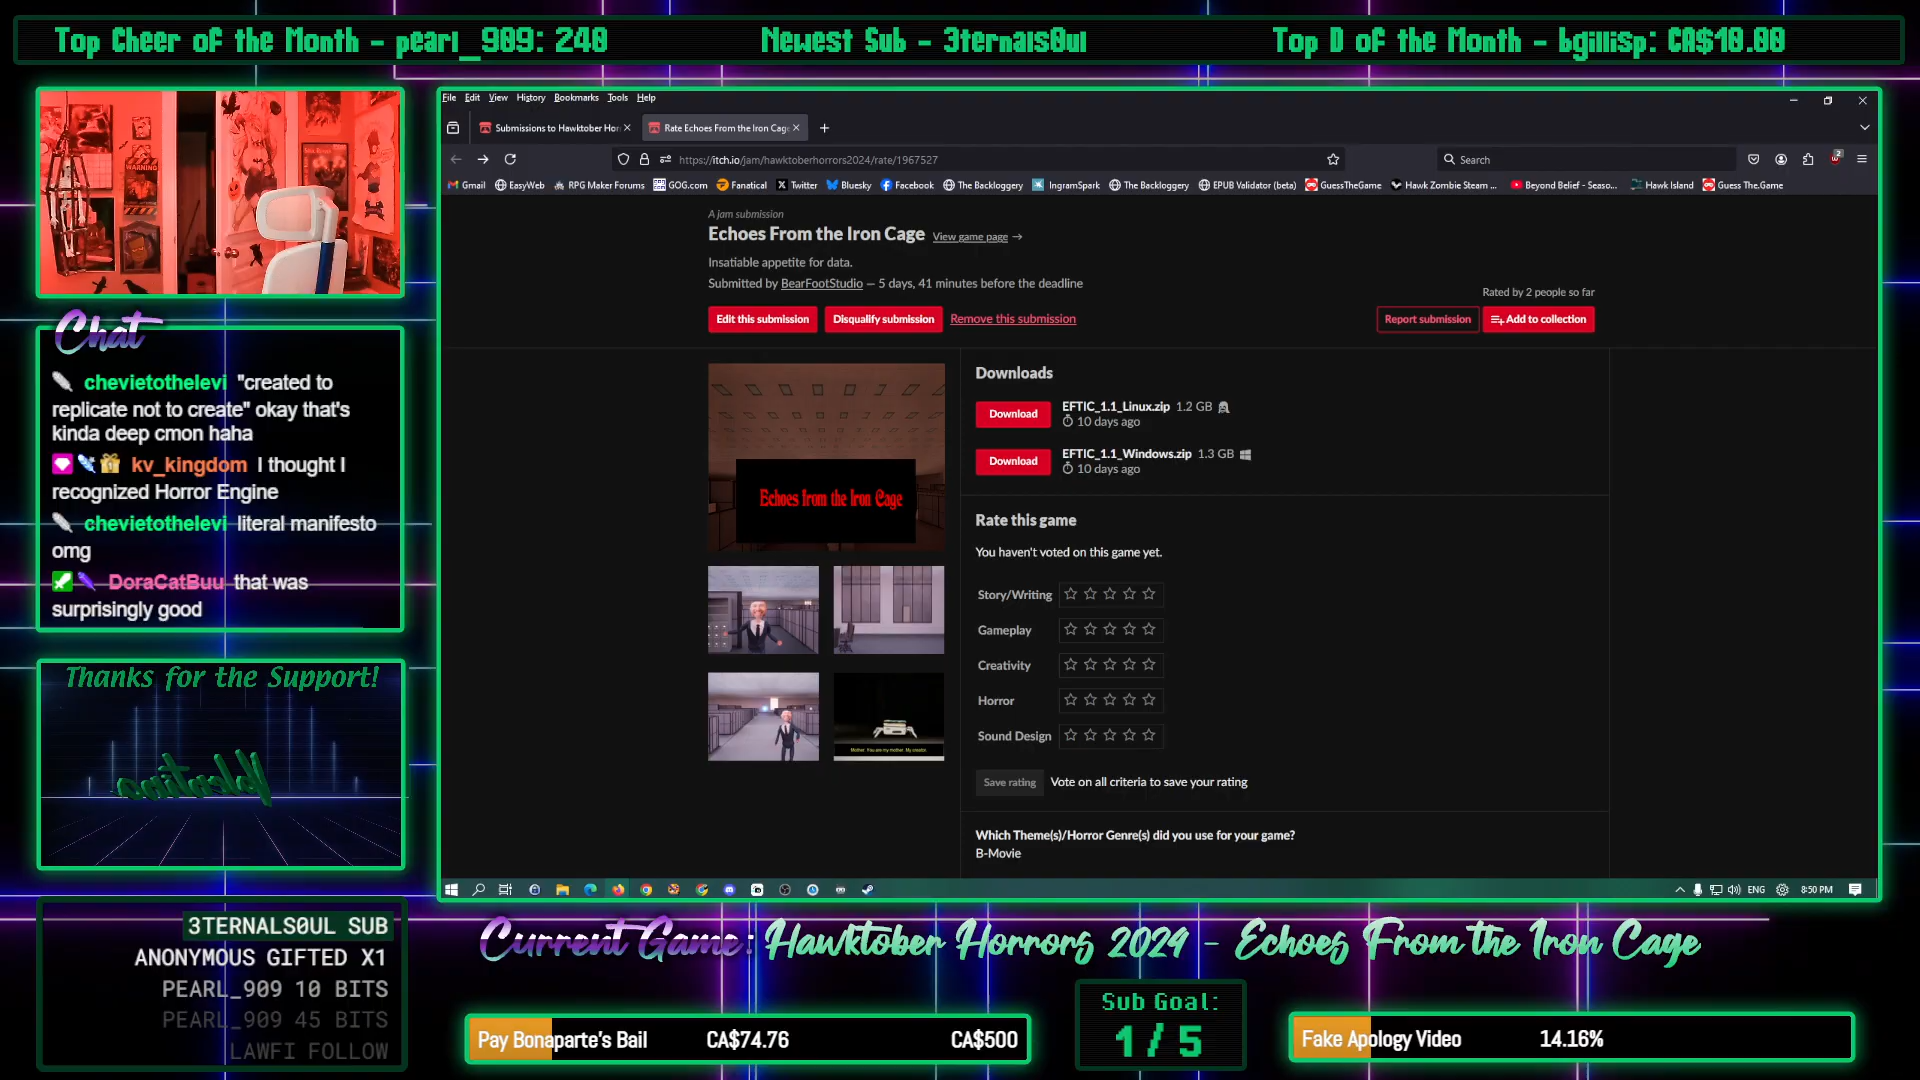 Top Cheer of the Month - pearl_909: 240
Newest Sub - 3ternals0ul
Top D of the Month - bgillisp: CA$10.00
File Edit View History Bookmarks Tools Help
Submissions to Hawktober Hor
Rate Echoes From the Iron Cage
https://itch.io/jam/hawktoberhorrors2024/rate/1967527
Search
2
Gmail EasyWeb RPG Maker Forums GOG.com Fanatical Twitter Bluesky Facebook The Backloggery IngramSpark The Backloggery EPUB Validator (beta) GuessTheGame Hawk Zombie Steam ... Beyond Belief - Seaso... Hawk Island Guess The.Game
WARNING
A jam submission
Echoes From the Iron Cage View game page →
Insatiable appetite for data.
Submitted by BearFootStudio — 5 days, 41 minutes before the deadline
Rated by 2 people so far
Edit this submission Disqualify submission Remove this submission
Report submission Add to collection
Chat
chevietothelevi "created to
replicate not to create" okay that's
kinda deep cmon haha
kv_kingdom I thought I
recognized Horror Engine
chevietothelevi literal manifesto
omg
DoraCatBuu that was
surprisingly good
Echoes from the Iron Cage
Mother. You are my mother. My creator.
Downloads
Download EFTIC_1.1_Linux.zip 1.2 GB
10 days ago
Download EFTIC_1.1_Windows.zip 1.3 GB
10 days ago
Rate this game
You haven't voted on this game yet.
Story/Writing
Gameplay
Creativity
Horror
Sound Design
Save rating Vote on all criteria to save your rating
Which Theme(s)/Horror Genre(s) did you use for your game?
B-Movie
ENG 8:50 PM
Thanks for the Support!
Valentina
3TERNALS0UL SUB
ANONYMOUS GIFTED X1
PEARL_909 10 BITS
PEARL_909 45 BITS
LAWFI FOLLOW
Current Game: Hawktober Horrors 2024 - Echoes From the Iron Cage
Pay Bonaparte's Bail CA$74.76 CA$500
Sub Goal:
1 / 5
Fake Apology Video 14.16%